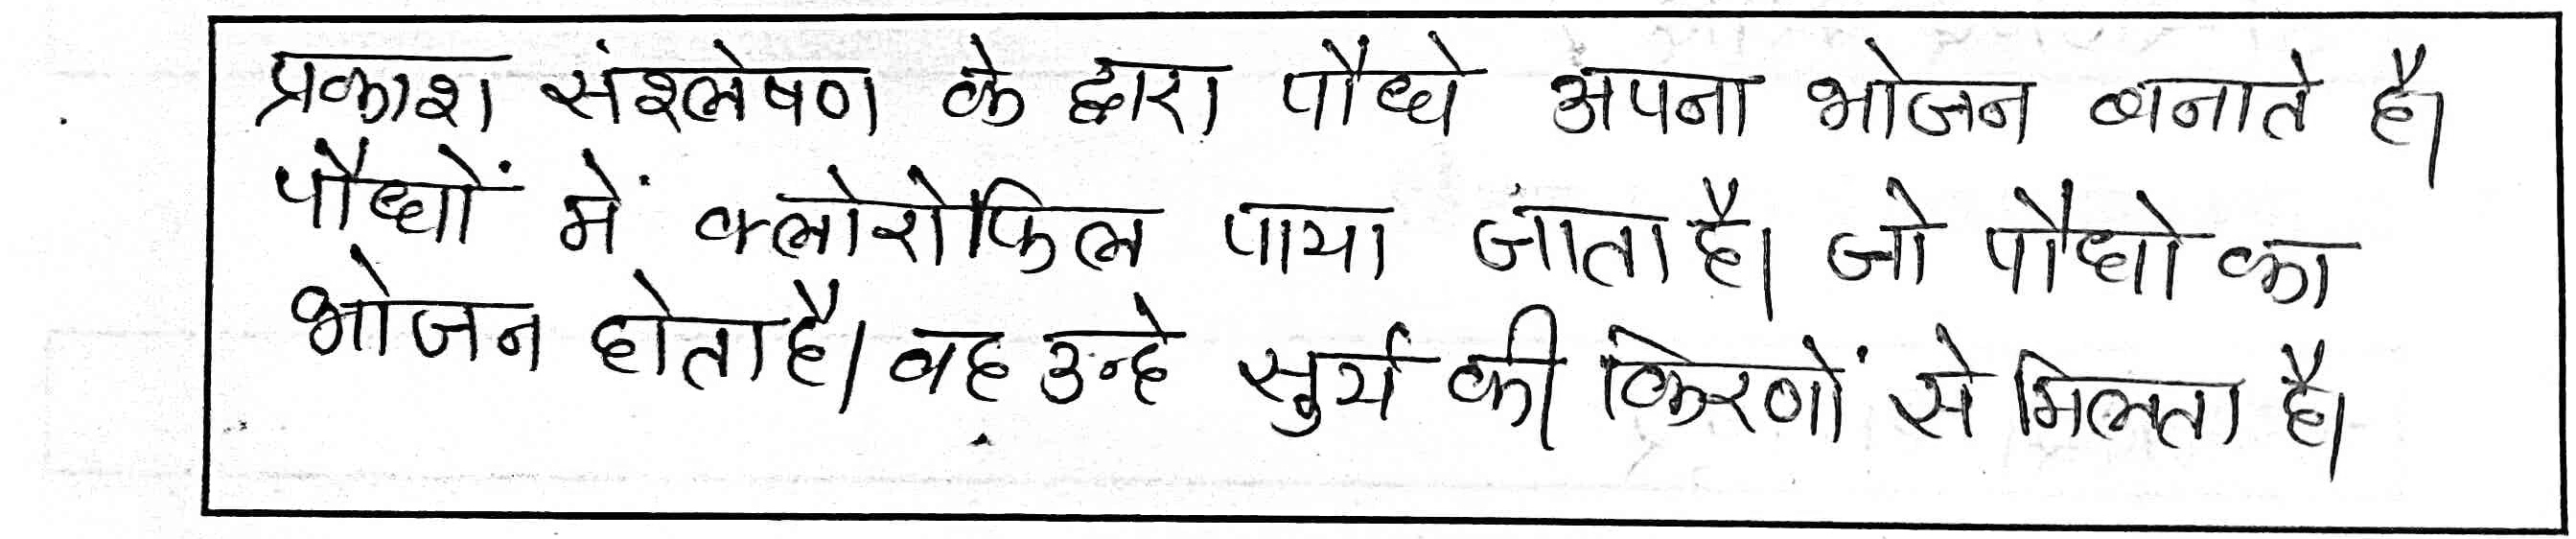 प्रकाश संश्लेषण के द्वारा पौधे अपना भोजन बनाते है।
पौधों में क्लोरोफिल पाया जाता है। जो पौधो का
भोजन होता है। वह उन्हे सुर्य की किरणों से मिलता है।